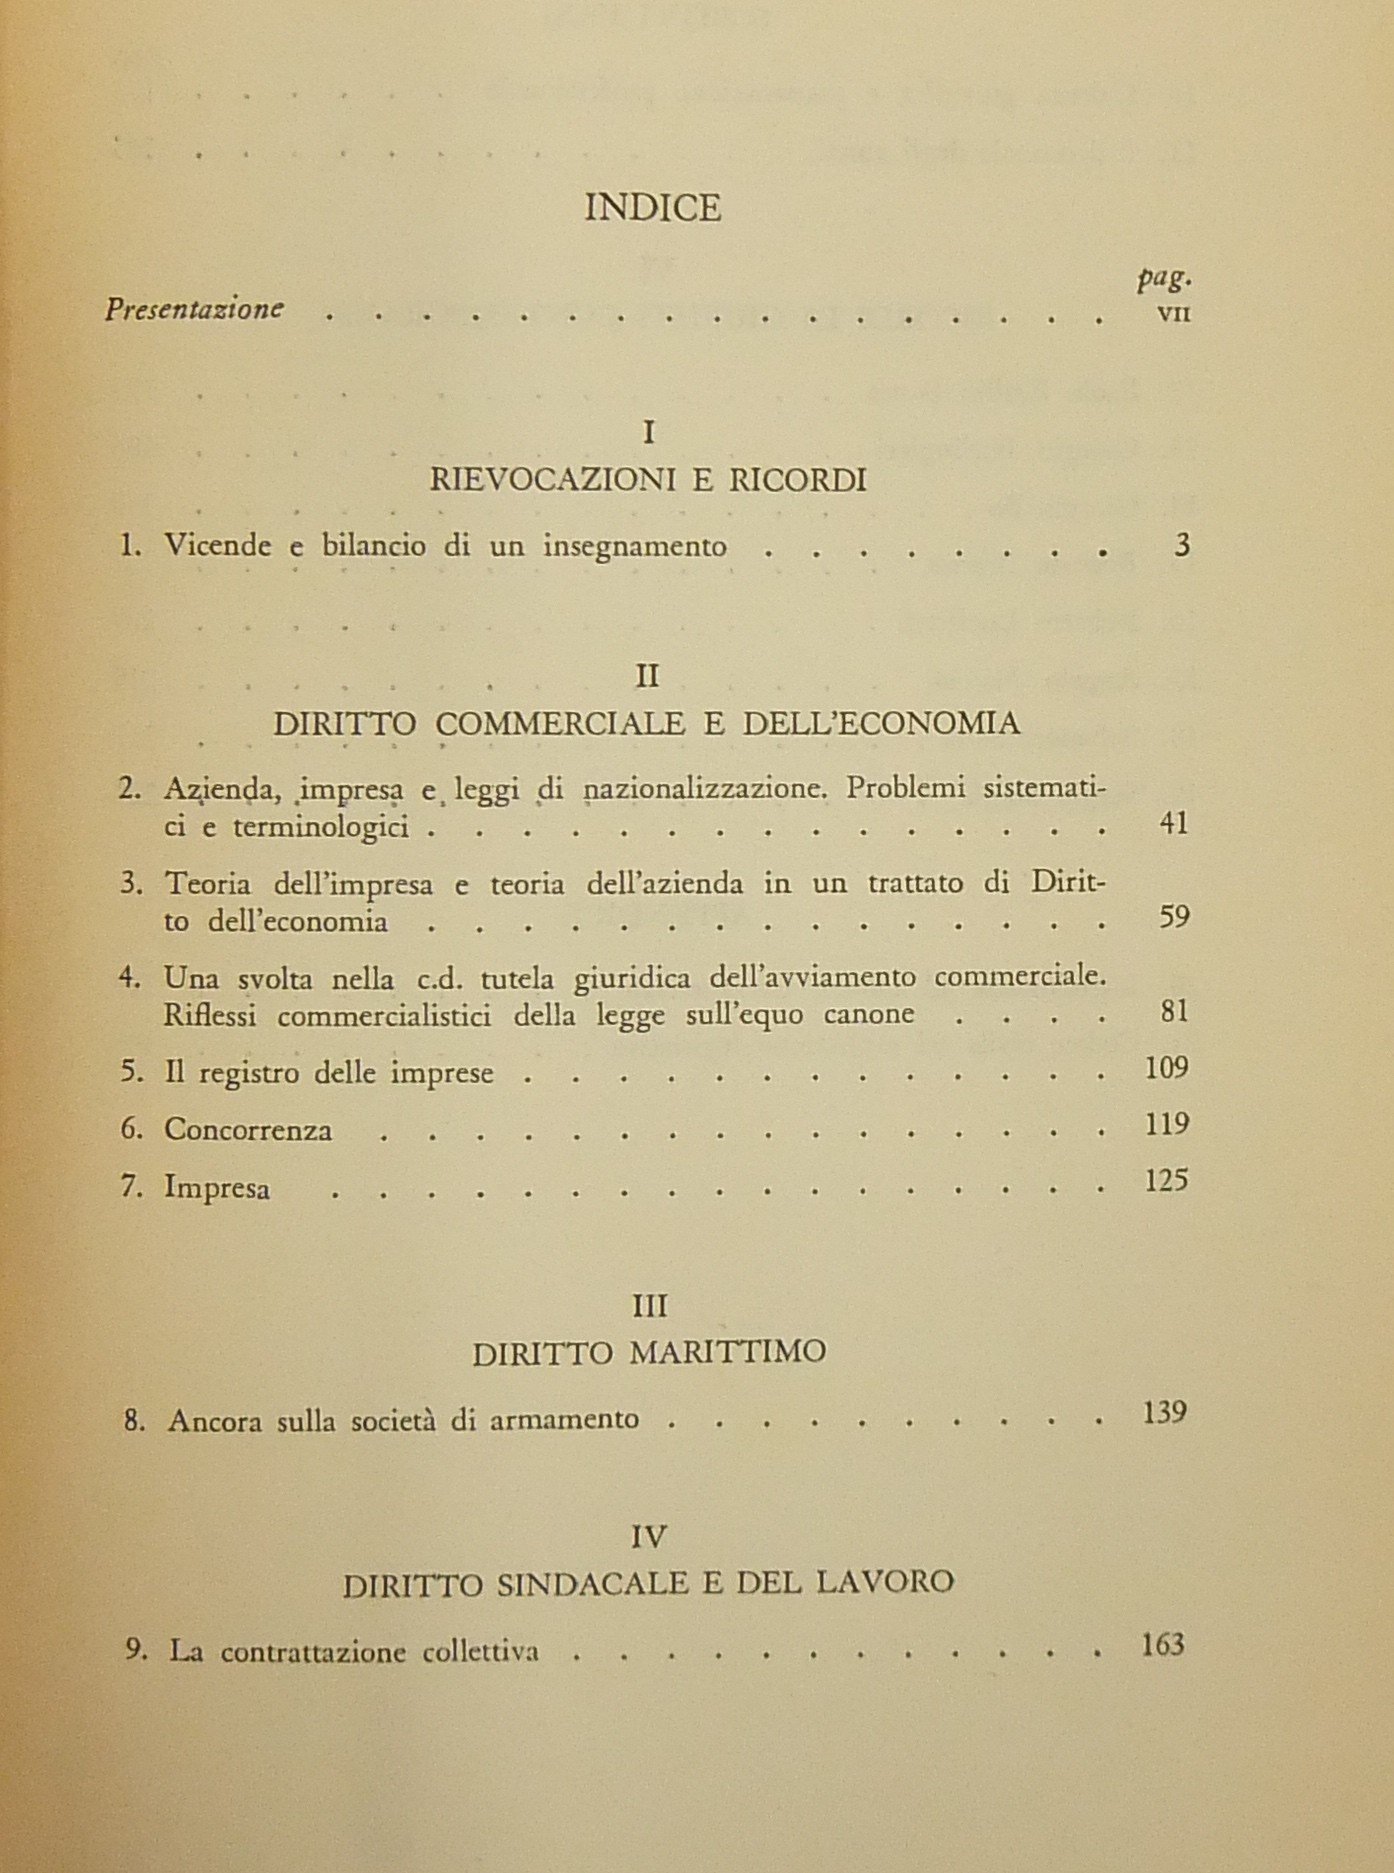 INDICE
pag.
Presentazione . . . . . . . . . . . . . . . . . VII
I
RIEVOCAZIONI E RICORDI
1. Vicende e bilancio di un insegnamento . . . . . . . . 3
II
DIRITTO COMMERCIALE E DELL'ECONOMIA
2. Azienda, impresa e leggi di nazionalizzazione. Problemi sistemati-
ci e terminologici . . . . . . . . . . . . . . . 41
3. Teoria dell'impresa e teoria dell'azienda in un trattato di Dirit-
to dell'economia . . . . . . . . . . . . . . . 59
4. Una svolta nella c.d. tutela giuridica dell'avviamento commerciale.
Riflessi commercialistici della legge sull'equo canone . . . . 81
5. Il registro delle imprese . . . . . . . . . . . . . 109
6. Concorrenza . . . . . . . . . . . . . . . . 119
7. Impresa . . . . . . . . . . . . . . . . . 125
III
DIRITTO MARITTIMO
8. Ancora sulla società di armamento . . . . . . . . . . 139
IV
DIRITTO SINDACALE E DEL LAVORO
9. La contrattazione collettiva . . . . . . . . . . . . 163